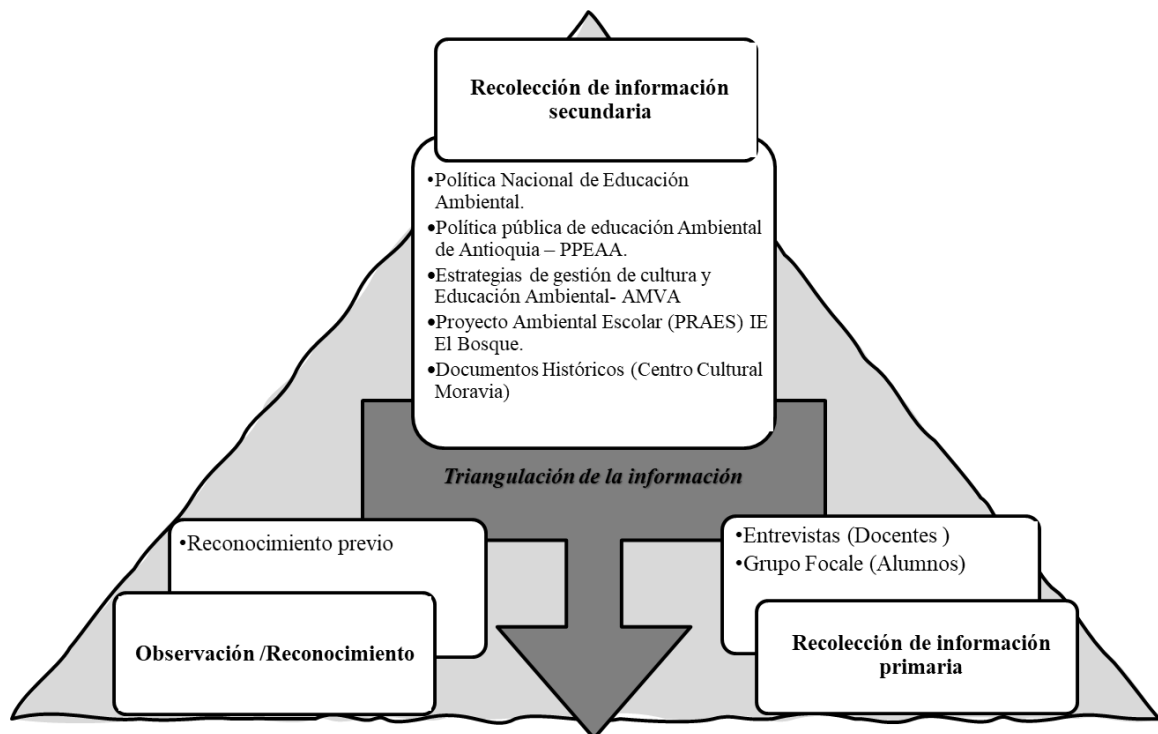 Recolección de información
secundaria
•Política Nacional de Educación
Ambiental.
•Política pública de educación Ambiental
de Antioquia – PPEAA.
•Estrategias de gestión de cultura y
Educación Ambiental- AMVA
•Proyecto Ambiental Escolar (PRAES) IE
El Bosque.
•Documentos Históricos (Centro Cultural
Moravia)
Triangulación de la información
•Reconocimiento previo
Observación /Reconocimiento
•Entrevistas (Docentes )
•Grupo Focale (Alumnos)
Recolección de información
primaria